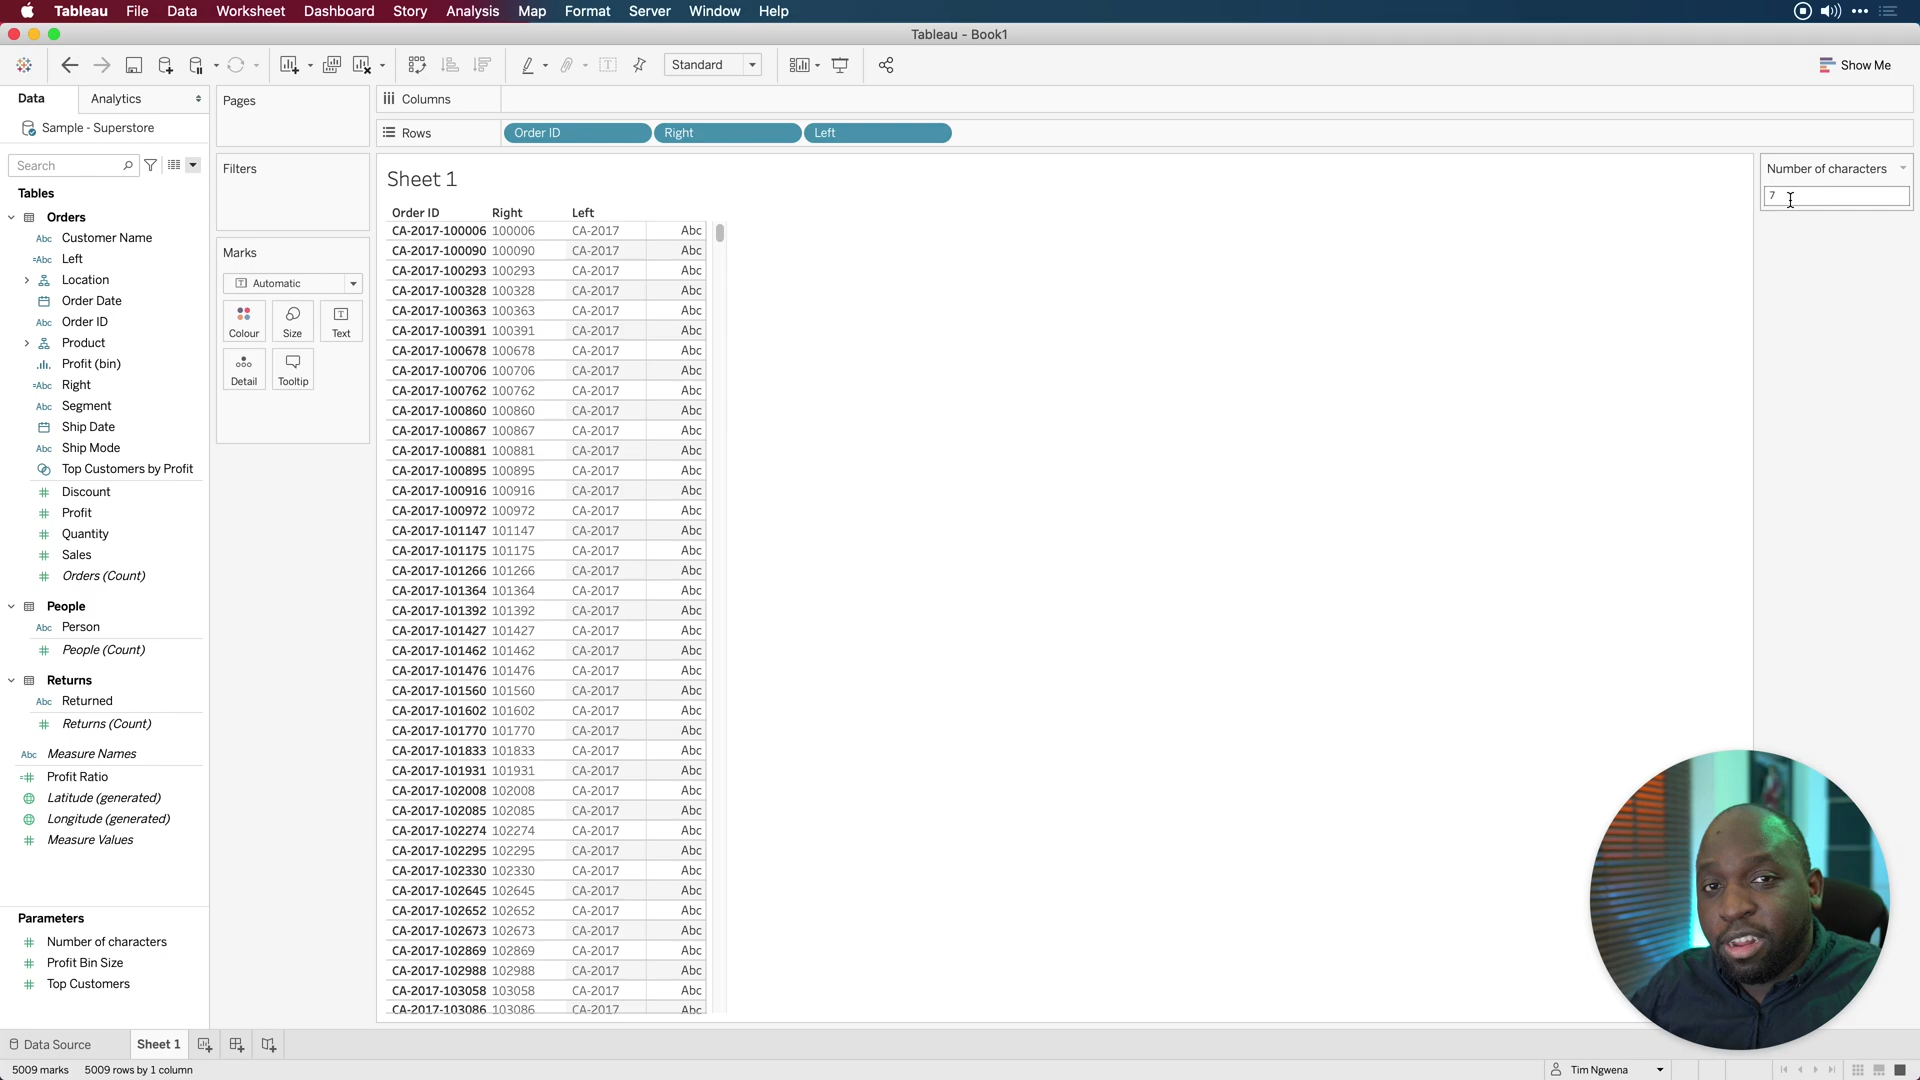 Tableau File Data Worksheet Dashboard Story Analysis Map Format Server Window Help
Tableau - Book1
Standard
Show Me
Data Analytics
Sample - Superstore
Search
Tables
Orders
Abc Customer Name
=Abc Left
Location
Order Date
Abc Order ID
Product
Profit (bin)
=Abc Right
Abc Segment
Ship Date
Abc Ship Mode
Top Customers by Profit
# Discount
# Profit
# Quantity
# Sales
# Orders (Count)
People
Abc Person
# People (Count)
Returns
Abc Returned
# Returns (Count)
Abc Measure Names
=# Profit Ratio
Latitude (generated)
Longitude (generated)
# Measure Values
Parameters
# Number of characters
# Profit Bin Size
# Top Customers
Pages
Filters
Marks
Automatic
Colour Size Text
Detail Tooltip
Columns
Rows Order ID Right Left
Sheet 1
Order ID Right Left
CA-2017-100006 100006 CA-2017 Abc
CA-2017-100090 100090 CA-2017 Abc
CA-2017-100293 100293 CA-2017 Abc
CA-2017-100328 100328 CA-2017 Abc
CA-2017-100363 100363 CA-2017 Abc
CA-2017-100391 100391 CA-2017 Abc
CA-2017-100678 100678 CA-2017 Abc
CA-2017-100706 100706 CA-2017 Abc
CA-2017-100762 100762 CA-2017 Abc
CA-2017-100860 100860 CA-2017 Abc
CA-2017-100867 100867 CA-2017 Abc
CA-2017-100881 100881 CA-2017 Abc
CA-2017-100895 100895 CA-2017 Abc
CA-2017-100916 100916 CA-2017 Abc
CA-2017-100972 100972 CA-2017 Abc
CA-2017-101147 101147 CA-2017 Abc
CA-2017-101175 101175 CA-2017 Abc
CA-2017-101266 101266 CA-2017 Abc
CA-2017-101364 101364 CA-2017 Abc
CA-2017-101392 101392 CA-2017 Abc
CA-2017-101427 101427 CA-2017 Abc
CA-2017-101462 101462 CA-2017 Abc
CA-2017-101476 101476 CA-2017 Abc
CA-2017-101560 101560 CA-2017 Abc
CA-2017-101602 101602 CA-2017 Abc
CA-2017-101770 101770 CA-2017 Abc
CA-2017-101833 101833 CA-2017 Abc
CA-2017-101931 101931 CA-2017 Abc
CA-2017-102008 102008 CA-2017 Abc
CA-2017-102085 102085 CA-2017 Abc
CA-2017-102274 102274 CA-2017 Abc
CA-2017-102295 102295 CA-2017 Abc
CA-2017-102330 102330 CA-2017 Abc
CA-2017-102645 102645 CA-2017 Abc
CA-2017-102652 102652 CA-2017 Abc
CA-2017-102673 102673 CA-2017 Abc
CA-2017-102869 102869 CA-2017 Abc
CA-2017-102988 102988 CA-2017 Abc
CA-2017-103058 103058 CA-2017 Abc
CA-2017-103086 103086 CA-2017 Abc
Number of characters
7
Data Source Sheet 1
5009 marks 5009 rows by 1 column
Tim Ngwena